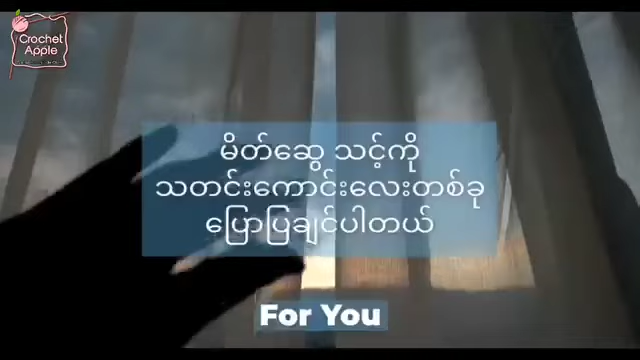 Crochet
Apple
မိတ်ဆွေ သင့်ကို
သတင်းကောင်းလေးတစ်ခု
ပြောပြချင်ပါတယ်
For You